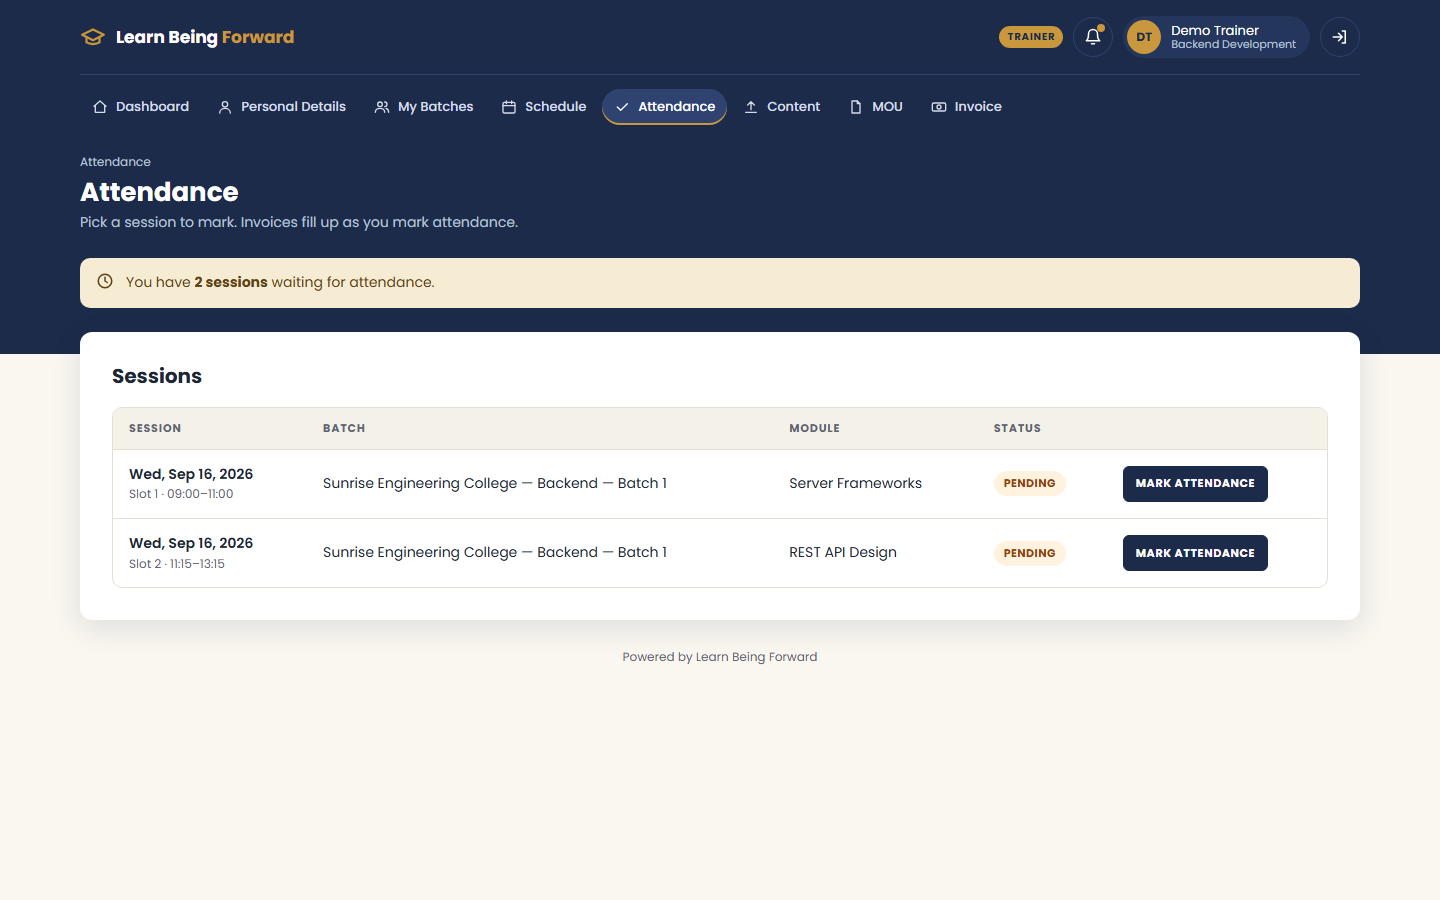 Learn Being Forward
TRAINER
DT
Demo Trainer
Backend Development
Dashboard
Personal Details
My Batches
Schedule
Attendance
Content
MOU
Invoice
Attendance
Attendance
Pick a session to mark. Invoices fill up as you mark attendance.
You have 2 sessions waiting for attendance.
Sessions
SESSION BATCH MODULE STATUS
Wed, Sep 16, 2026
Slot 1 · 09:00–11:00
Sunrise Engineering College — Backend — Batch 1
Server Frameworks
PENDING
MARK ATTENDANCE
Wed, Sep 16, 2026
Slot 2 · 11:15–13:15
Sunrise Engineering College — Backend — Batch 1
REST API Design
PENDING
MARK ATTENDANCE
Powered by Learn Being Forward